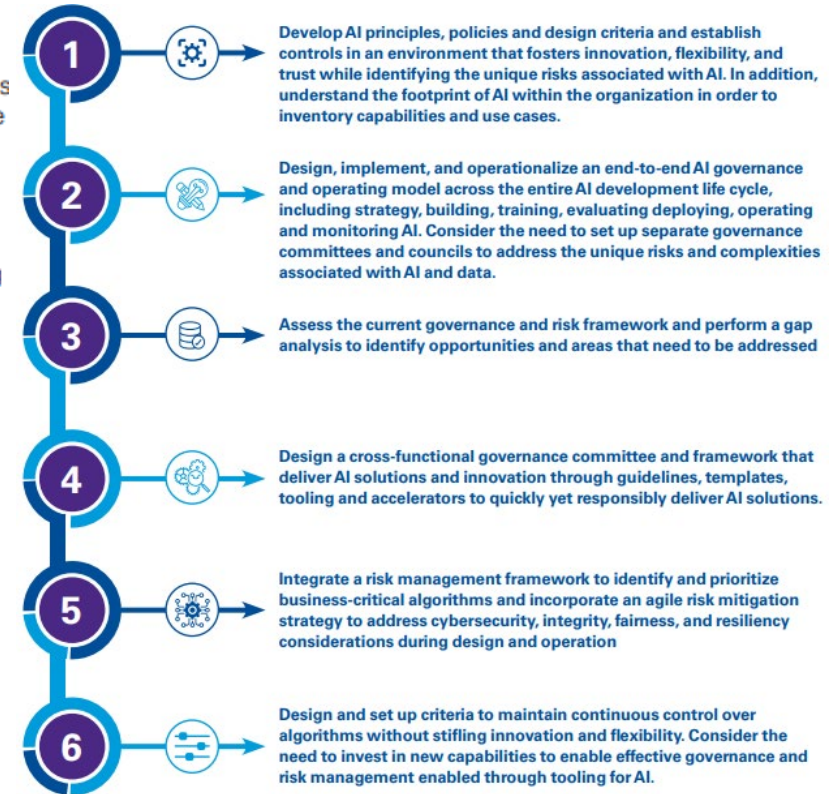 s
e
1
Develop AI principles, policies and design criteria and establish
controls in an environment that fosters innovation, flexibility, and
trust while identifying the unique risks associated with AI. In addition,
understand the footprint of AI within the organization in order to
inventory capabilities and use cases.
2
Design, implement, and operationalize an end-to-end AI governance
and operating model across the entire AI development life cycle,
including strategy, building, training, evaluating deploying, operating
and monitoring AI. Consider the need to set up separate governance
committees and councils to address the unique risks and complexities
associated with AI and data.
3
Assess the current governance and risk framework and perform a gap
analysis to identify opportunities and areas that need to be addressed
4
Design a cross-functional governance committee and framework that
deliver AI solutions and innovation through guidelines, templates,
tooling and accelerators to quickly yet responsibly deliver AI solutions.
5
Integrate a risk management framework to identify and prioritize
business-critical algorithms and incorporate an agile risk mitigation
strategy to address cybersecurity, integrity, fairness, and resiliency
considerations during design and operation
6
Design and set up criteria to maintain continuous control over
algorithms without stifling innovation and flexibility. Consider the
need to invest in new capabilities to enable effective governance and
risk management enabled through tooling for AI.